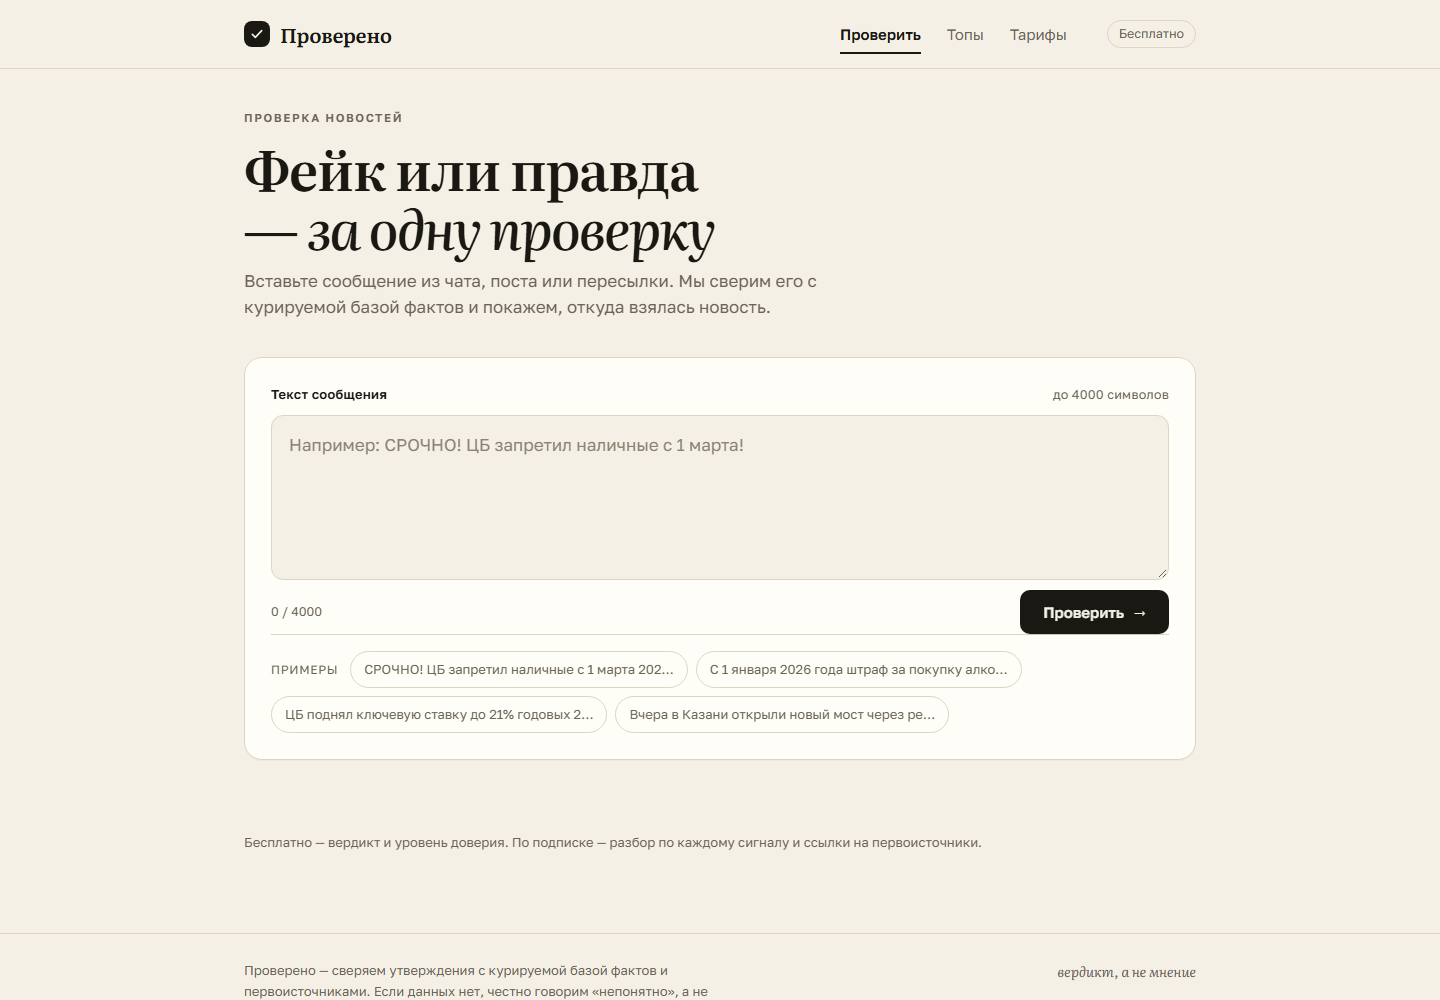 Проверено
Проверить Топы Тарифы Бесплатно
ПРОВЕРКА НОВОСТЕЙ
Фейк или правда
— за одну проверку
Вставьте сообщение из чата, поста или пересылки. Мы сверим его с
курируемой базой фактов и покажем, откуда взялась новость.
Текст сообщения до 4000 символов
Например: СРОЧНО! ЦБ запретил наличные с 1 марта!
0 / 4000 Проверить →
ПРИМЕРЫ СРОЧНО! ЦБ запретил наличные с 1 марта 202... С 1 января 2026 года штраф за покупку алко...
ЦБ поднял ключевую ставку до 21% годовых 2... Вчера в Казани открыли новый мост через ре...
Бесплатно — вердикт и уровень доверия. По подписке — разбор по каждому сигналу и ссылки на первоисточники.
Проверено — сверяем утверждения с курируемой базой фактов и вердикт, а не мнение
первоисточниками. Если данных нет, честно говорим «непонятно», а не